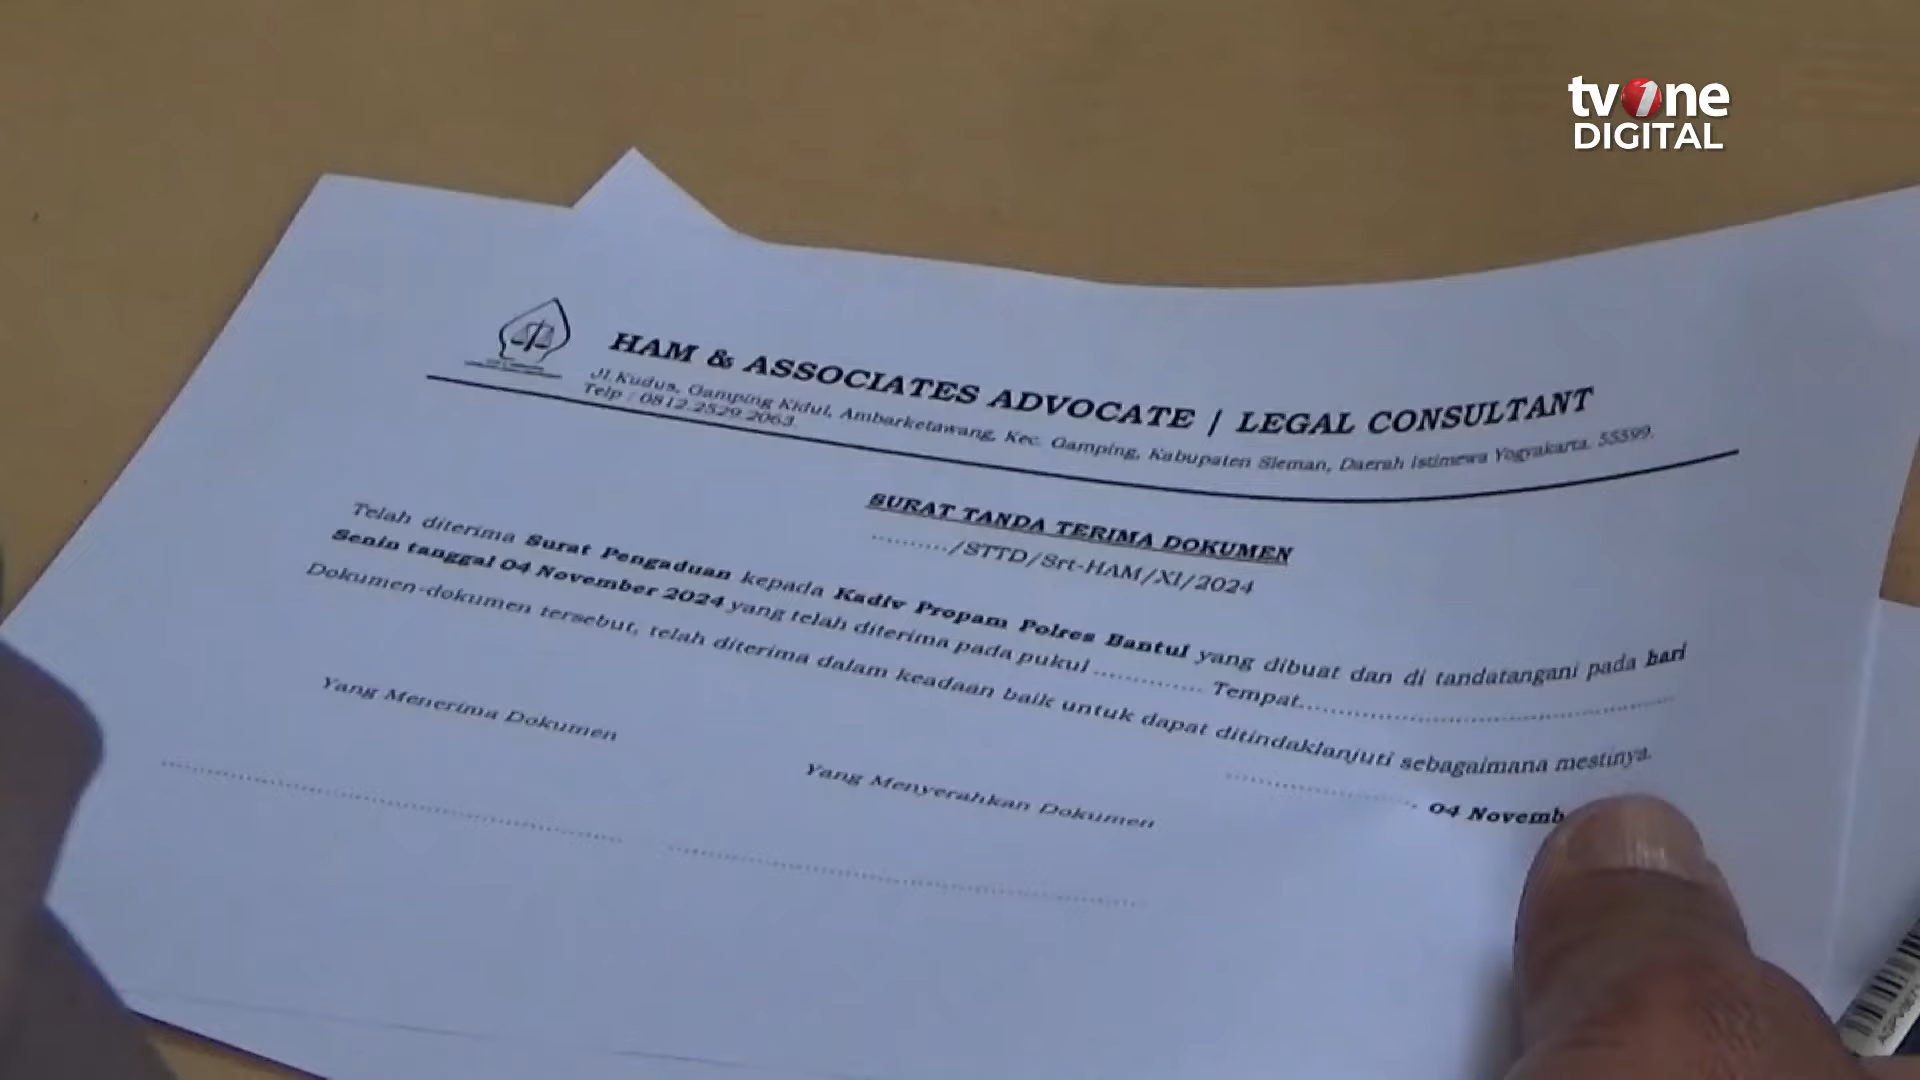 tvOne
DIGITAL
HAM & ASSOCIATES ADVOCATE / LEGAL CONSULTANT
Jl.Kudus, Gamping Kidul, Ambarketawang, Kec. Gamping, Kabupaten Sleman, Daerah Istimewa Yogyakarta. 55599.
Telp : 0812.2529.2063.
SURAT TANDA TERIMA DOKUMEN
........../STTD/Srt-HAM/XI/2024
Telah diterima Surat Pengaduan kepada Kadiv Propam Polres Bantul yang dibuat dan di tandatangani pada hari
Senin tanggal 04 November 2024 yang telah diterima pada pukul .............. Tempat..................................................
Dokumen-dokumen tersebut, telah diterima dalam keadaan baik untuk dapat ditindaklanjuti sebagaimana mestinya.
........................, 04 Novemb
Yang Menerima Dokumen
Yang Menyerahkan Dokumen